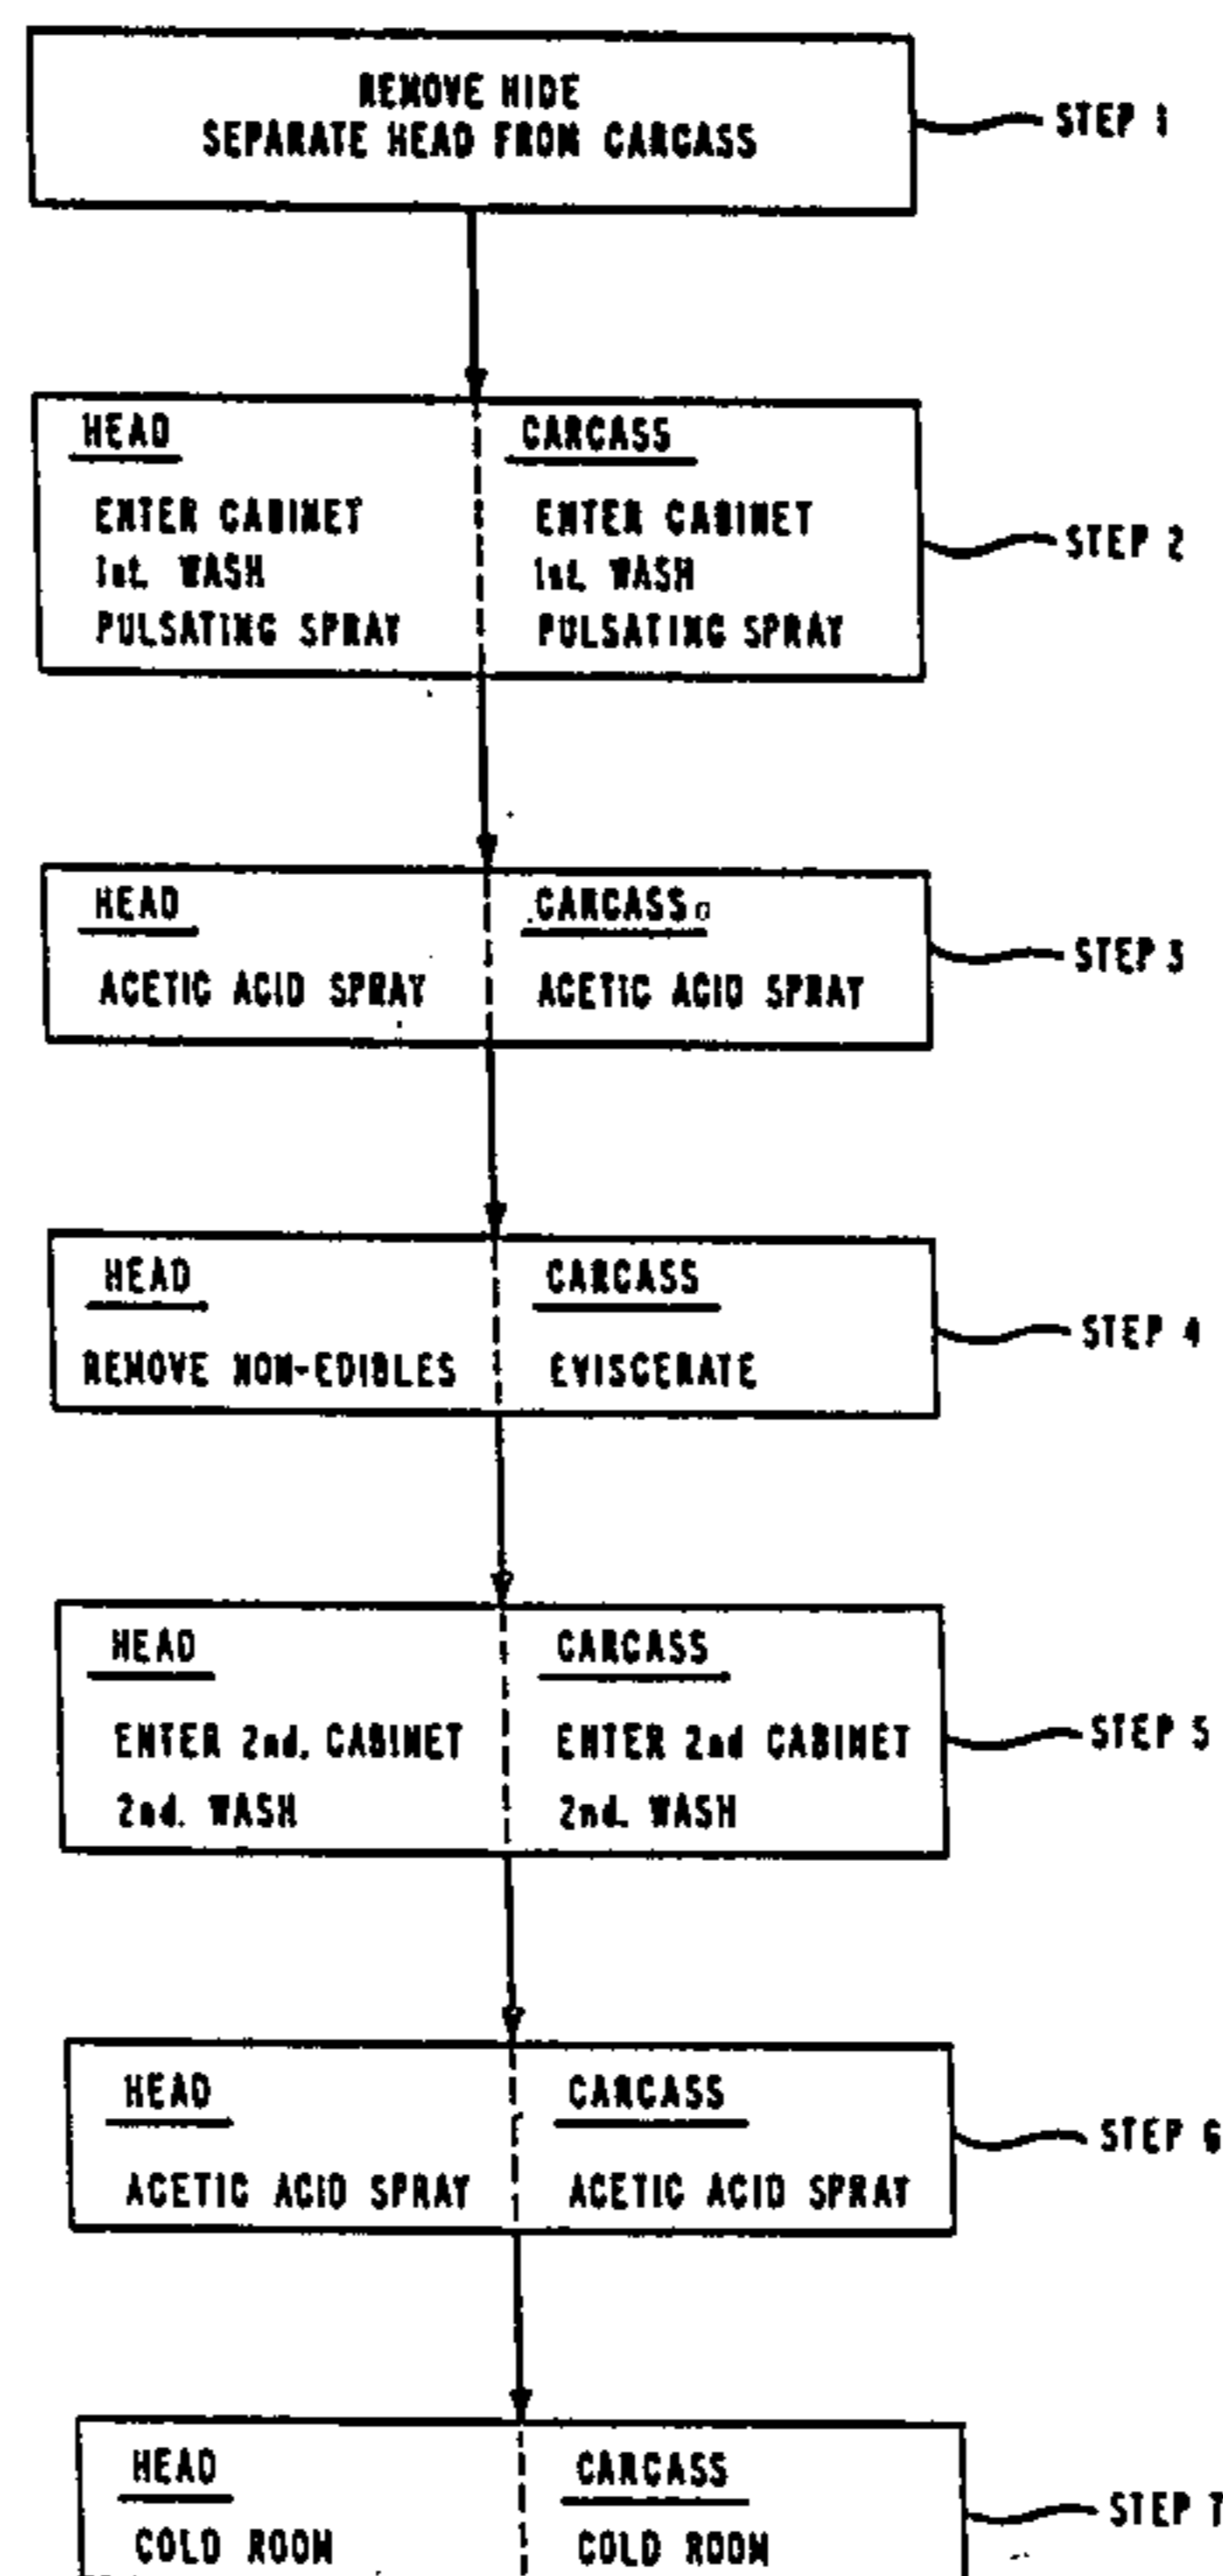 REMOVE HIDE
SEPARATE HEAD FROM CARCASS
STEP 1
HEAD
ENTER CABINET
1st. WASH
PULSATING SPRAY
CARCASS
ENTER CABINET
1st. WASH
PULSATING SPRAY
STEP 2
HEAD
ACETIC ACID SPRAY
CARCASS
ACETIC ACID SPRAY
STEP 3
HEAD
REMOVE NON-EDIBLES
CARCASS
EVISCERATE
STEP 4
HEAD
ENTER 2nd. CABINET
2nd. WASH
CARCASS
ENTER 2nd CABINET
2nd. WASH
STEP 5
HEAD
ACETIC ACID SPRAY
CARCASS
ACETIC ACID SPRAY
STEP 6
HEAD
COLD ROOM
CARCASS
COLD ROOM
STEP 7